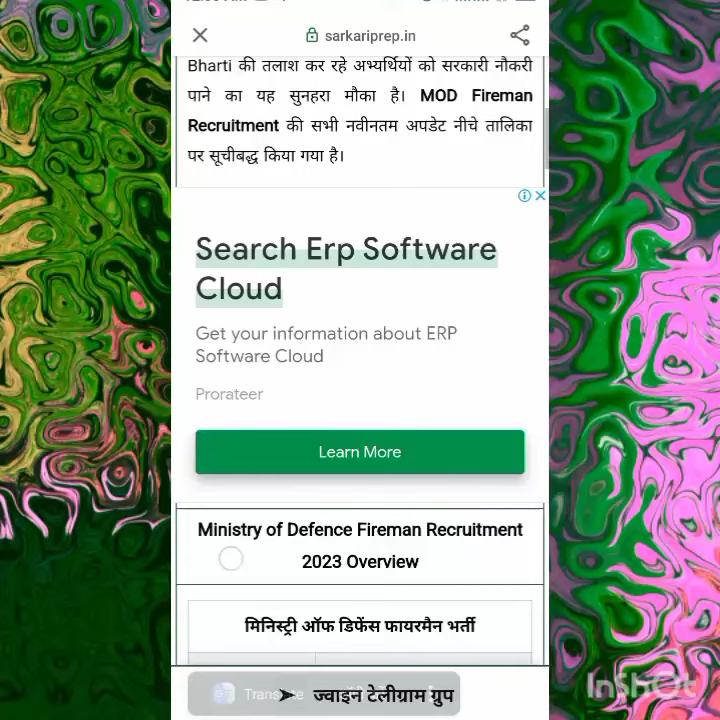 sarkariprep.in
Bharti की तलाश कर रहे अभ्यर्थियों को सरकारी नौकरी
पाने का यह सुनहरा मौका है। MOD Fireman
Recruitment की सभी नवीनतम अपडेट नीचे तालिका
पर सूचीबद्ध किया गया है।
Search Erp Software
Cloud
Get your information about ERP
Software Cloud
Prorateer
Learn More
Ministry of Defence Fireman Recruitment
2023 Overview
मिनिस्ट्री ऑफ डिफेंस फायरमैन भर्ती
ज्वाइन टेलीग्राम ग्रुप
InShOt